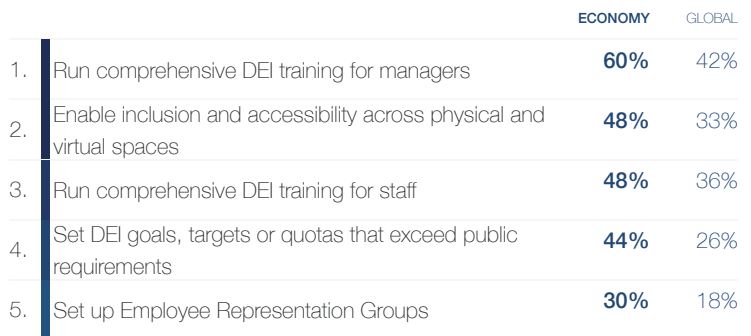 ECONOMY GLOBAL
1. Run comprehensive DEI training for managers 60% 42%
2. Enable inclusion and accessibility across physical and
virtual spaces 48% 33%
3. Run comprehensive DEI training for staff 48% 36%
4. Set DEI goals, targets or quotas that exceed public
requirements 44% 26%
5. Set up Employee Representation Groups 30% 18%